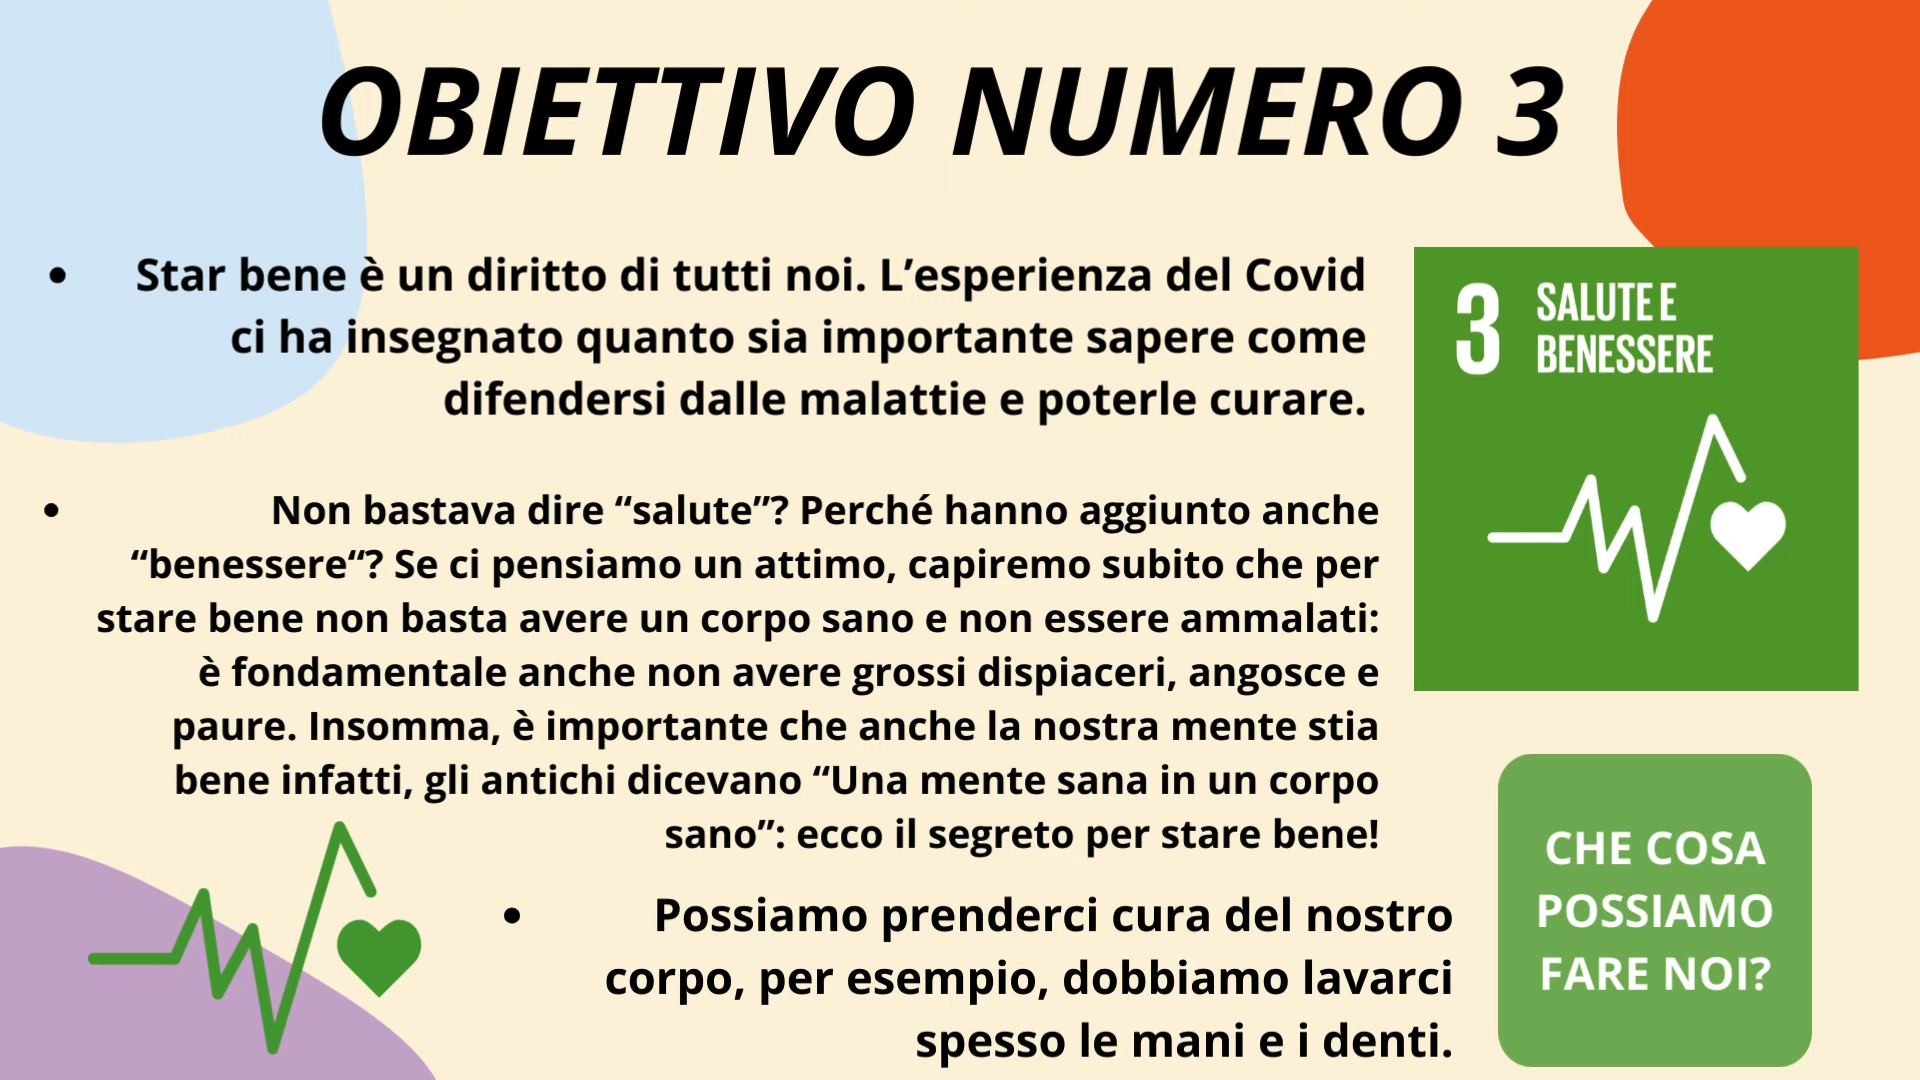 OBIETTIVO NUMERO 3
• Star bene è un diritto di tutti noi. L’esperienza del Covid
ci ha insegnato quanto sia importante sapere come
difendersi dalle malattie e poterle curare.
3 SALUTE E
BENESSERE
• Non bastava dire “salute”? Perché hanno aggiunto anche
“benessere“? Se ci pensiamo un attimo, capiremo subito che per
stare bene non basta avere un corpo sano e non essere ammalati:
è fondamentale anche non avere grossi dispiaceri, angosce e
paure. Insomma, è importante che anche la nostra mente stia
bene infatti, gli antichi dicevano “Una mente sana in un corpo
sano”: ecco il segreto per stare bene!
• Possiamo prenderci cura del nostro
corpo, per esempio, dobbiamo lavarci
spesso le mani e i denti.
CHE COSA
POSSIAMO
FARE NOI?